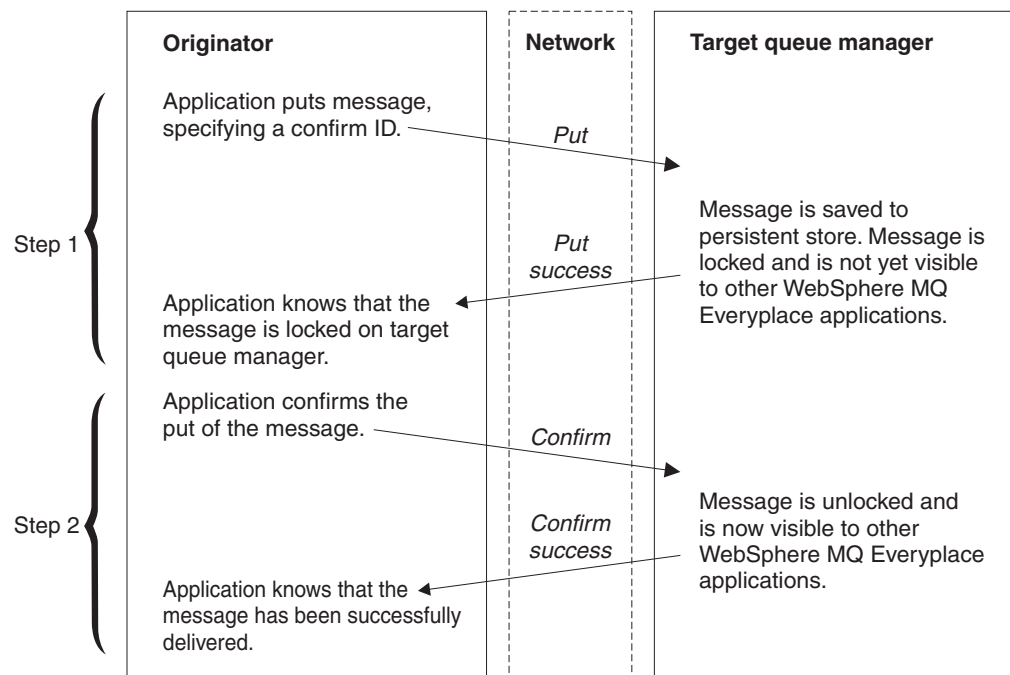 Originator
Network
Target queue manager
Step 1
Application puts message,
specifying a confirm ID.
Put
Message is saved to
persistent store. Message is
locked and is not yet visible
to other WebSphere MQ
Everyplace applications.
Put
success
Application knows that the
message is locked on target
queue manager.
Step 2
Application confirms the
put of the message.
Confirm
Message is unlocked and
is now visible to other
WebSphere MQ Everyplace
applications.
Confirm
success
Application knows that the
message has been successfully
delivered.